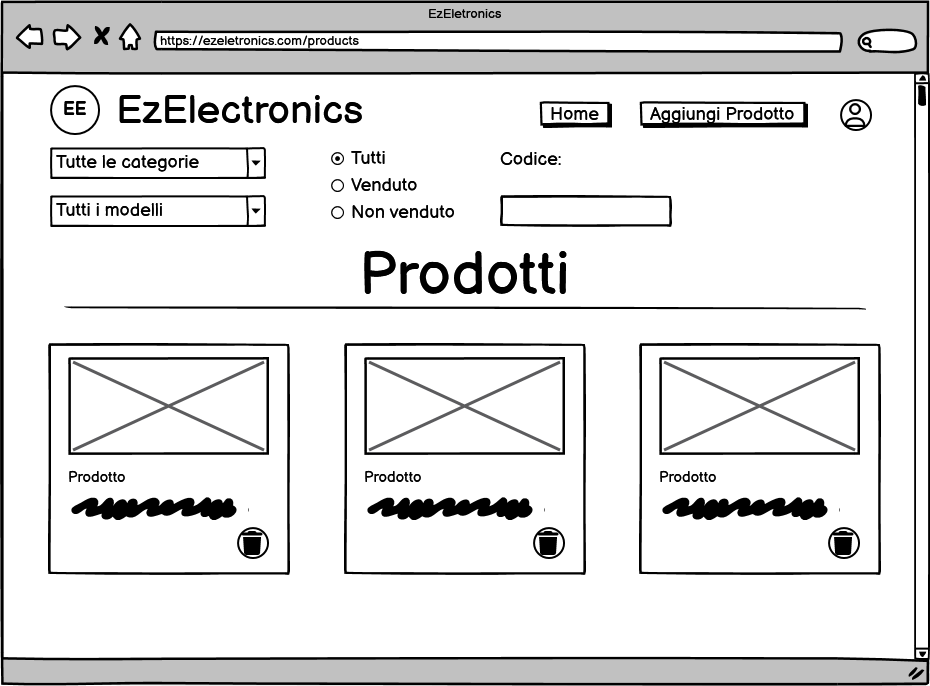 EzEletronics
https://ezeletronics.com/products
EE
EzElectronics
Home
Aggiungi Prodotto
Tutte le categorie
Tutti i modelli
Tutti
Venduto
Non venduto
Codice:
Prodotti
Prodotto
Prodotto
Prodotto